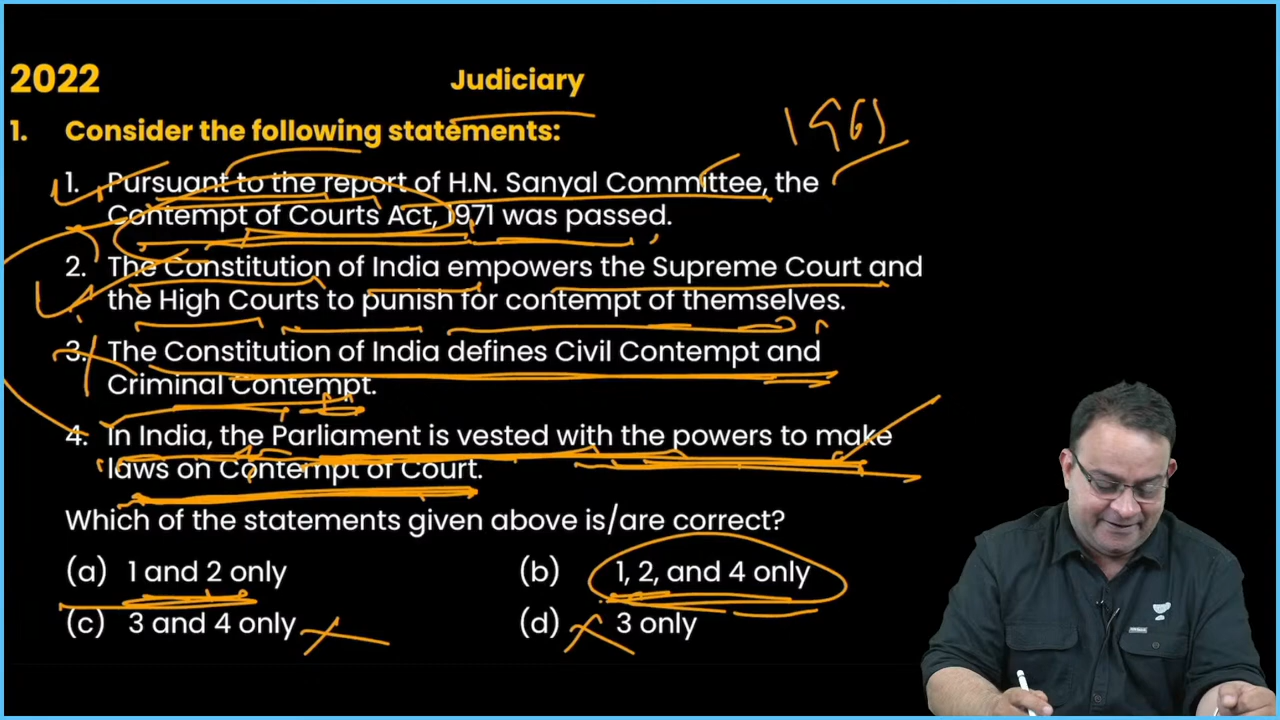 2022
Judiciary
1. Consider the following statements:
1961
1. Pursuant to the report of H.N. Sanyal Committee, the
Contempt of Courts Act, 1971 was passed.
2. The Constitution of India empowers the Supreme Court and
the High Courts to punish for contempt of themselves.
3. The Constitution of India defines Civil Contempt and
Criminal Contempt.
4. In India, the Parliament is vested with the powers to make
laws on Contempt of Court.
Which of the statements given above is/are correct?
(a) 1 and 2 only
(b) 1, 2, and 4 only
(c) 3 and 4 only
(d) 3 only